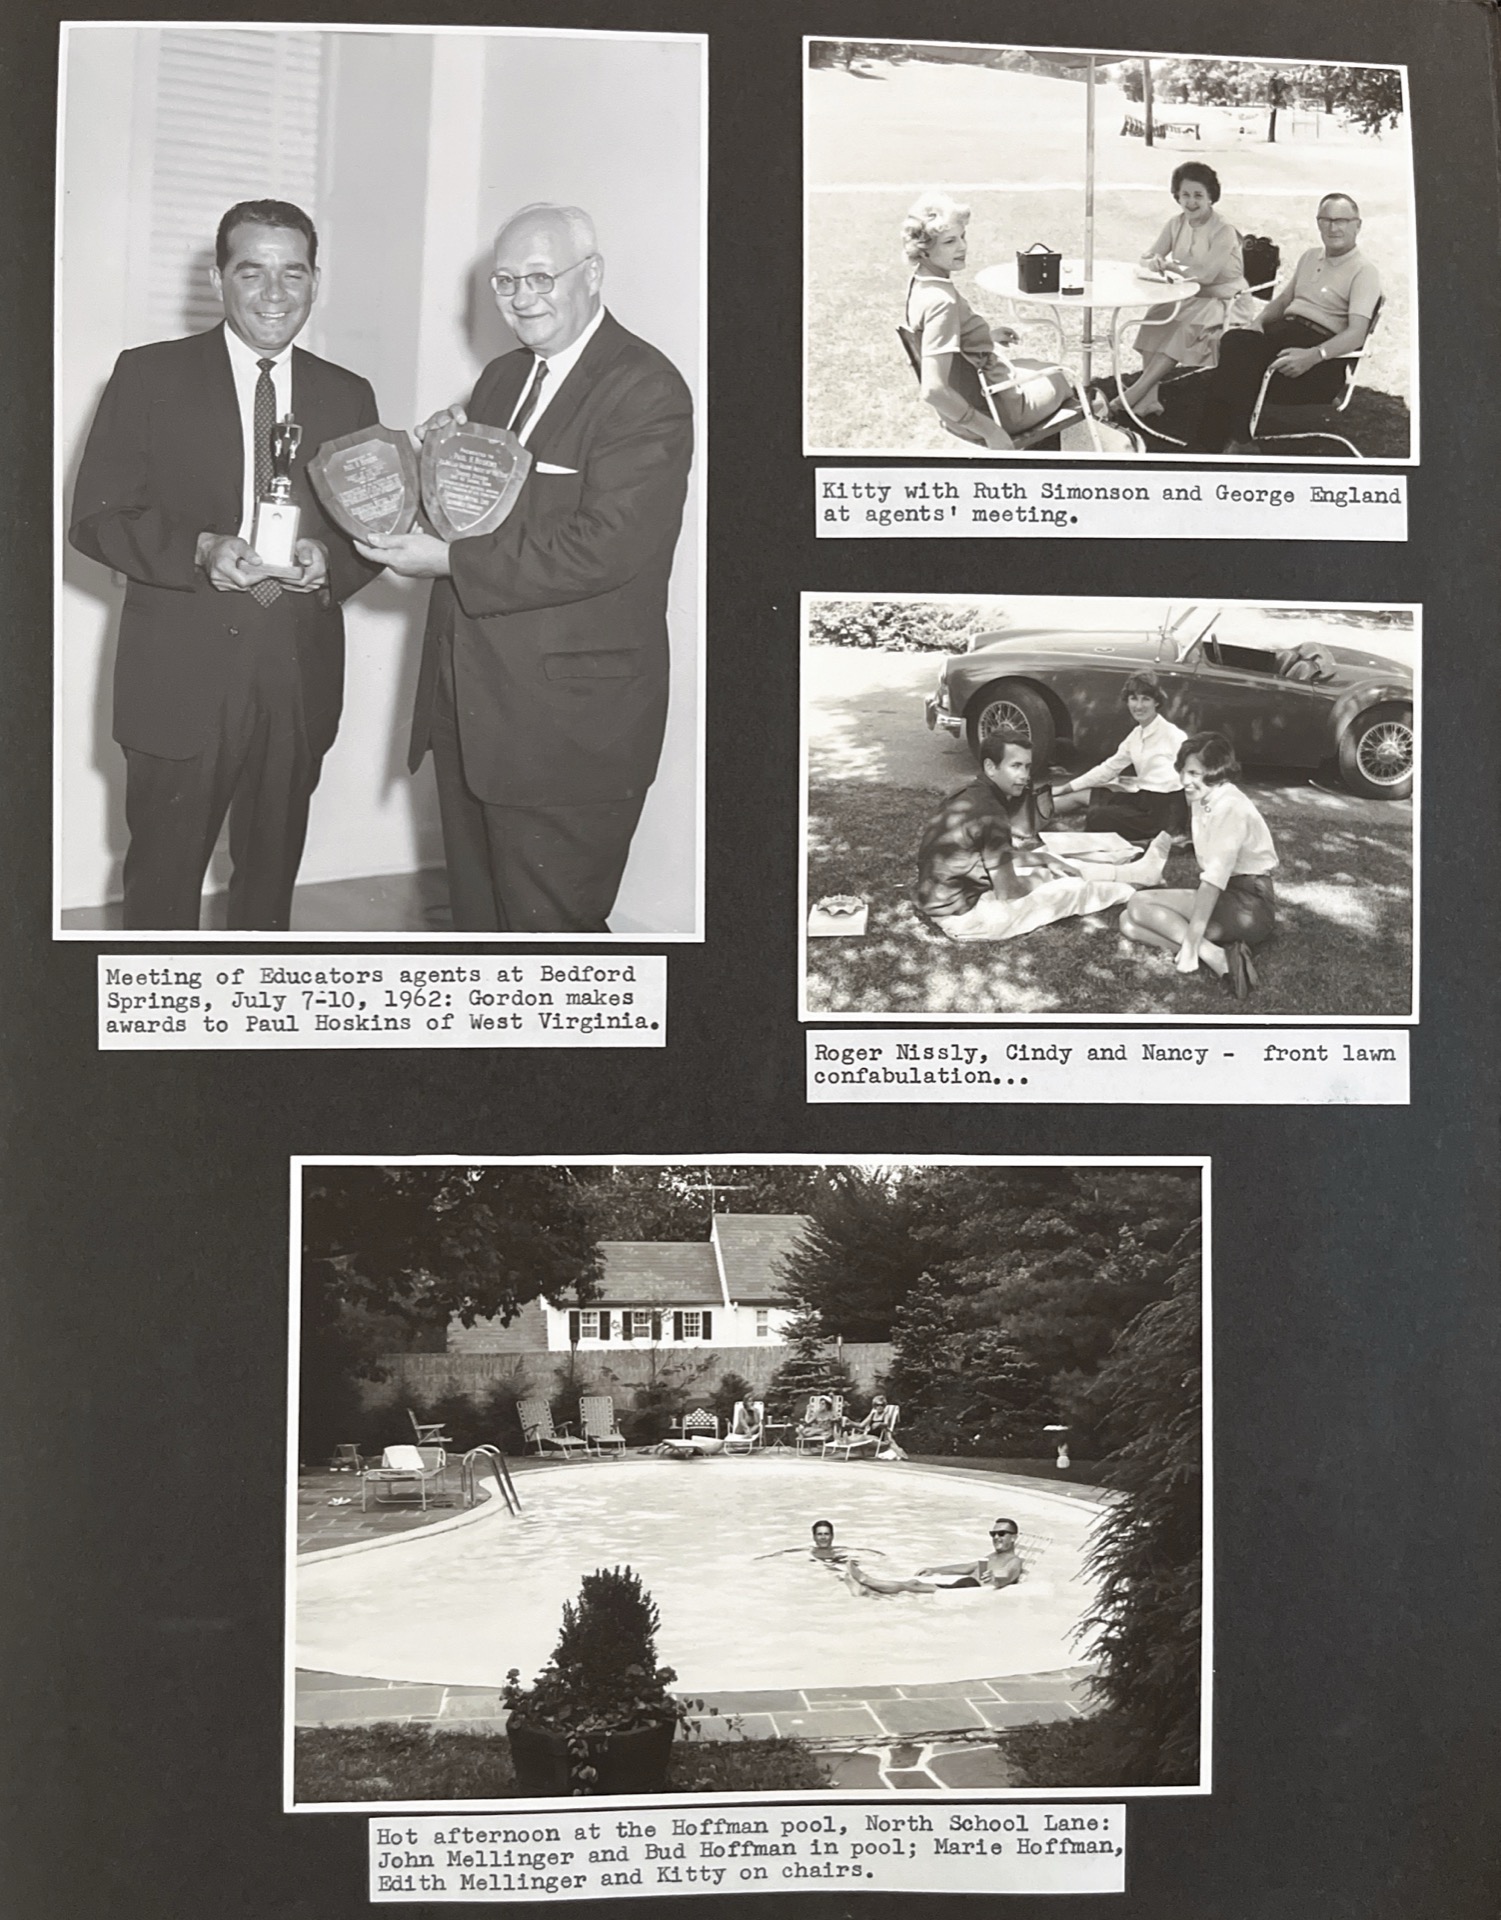 PAUL H HOSKINS
Meeting of Educators agents at Bedford
Springs, July 7-10, 1962: Gordon makes
awards to Paul Hoskins of West Virginia.
Kitty with Ruth Simonson and George England
at agents' meeting.
Roger Nissly, Cindy and Nancy - front lawn
confabulation...
Hot afternoon at the Hoffman pool, North School Lane:
John Mellinger and Bud Hoffman in pool; Marie Hoffman,
Edith Mellinger and Kitty on chairs.